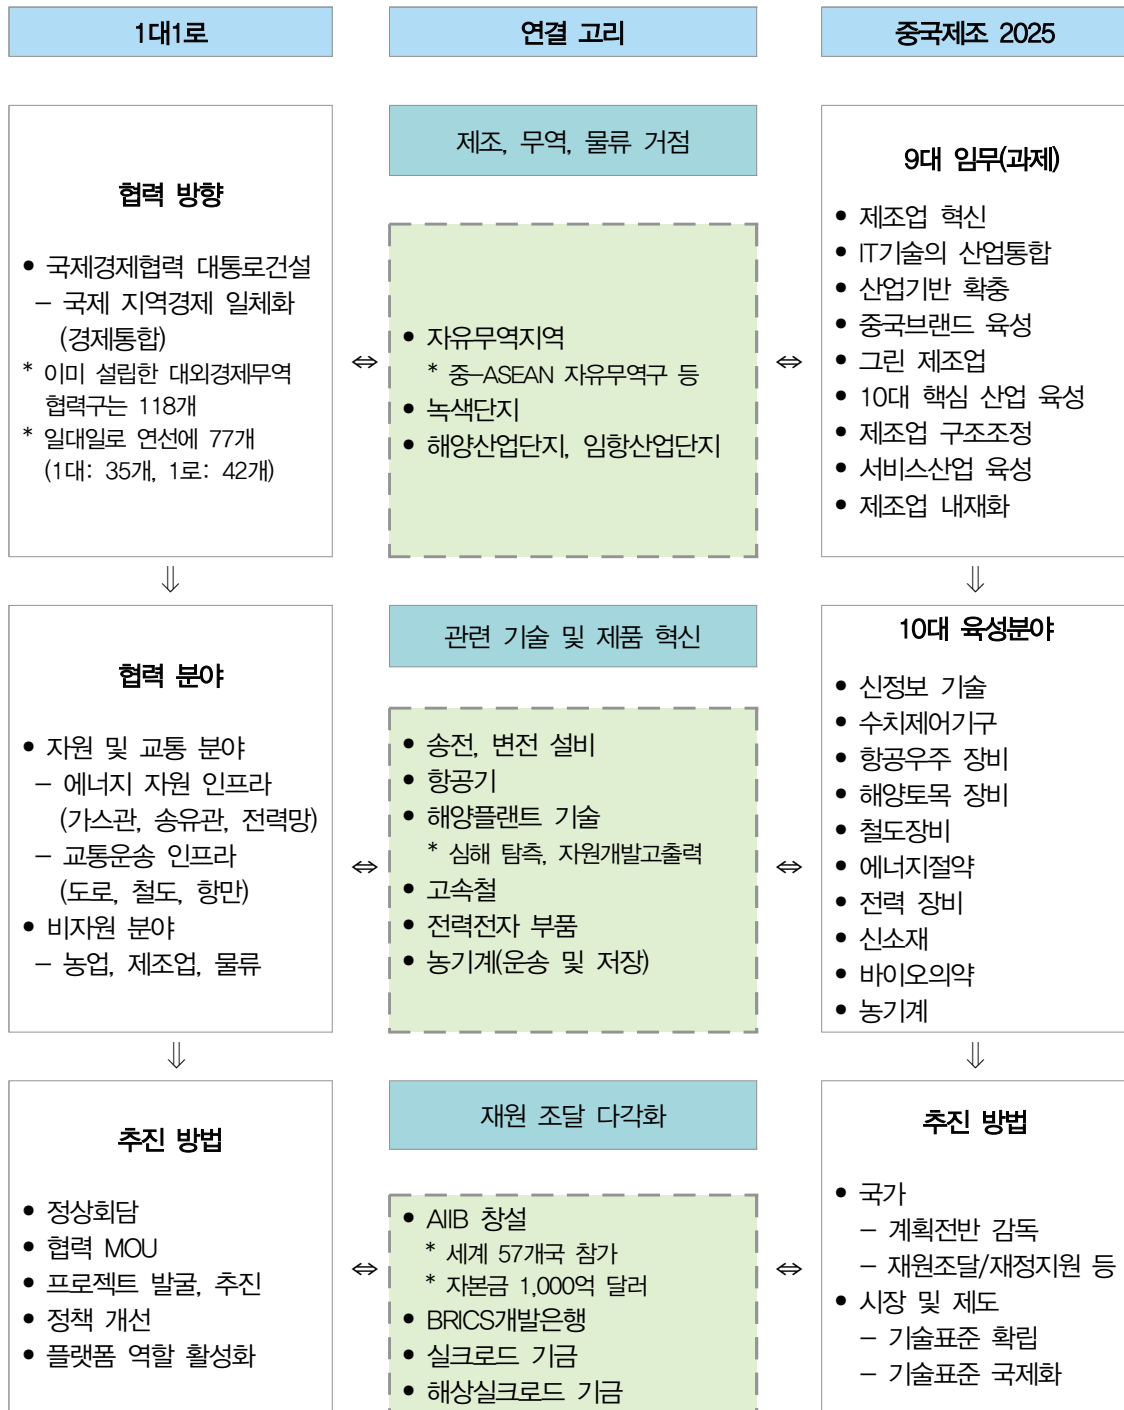 1대1로
연결 고리
중국제조 2025
협력 방향
• 국제경제협력 대통로건설
– 국제 지역경제 일체화
(경제통합)
* 이미 설립한 대외경제무역
협력구는 118개
* 일대일로 연선에 77개
(1대: 35개, 1로: 42개)
⇔
제조, 무역, 물류 거점
• 자유무역지역
* 중–ASEAN 자유무역구 등
• 녹색단지
• 해양산업단지, 임항산업단지
⇔
9대 임무(과제)
• 제조업 혁신
• IT기술의 산업통합
• 산업기반 확충
• 중국브랜드 육성
• 그린 제조업
• 10대 핵심 산업 육성
• 제조업 구조조정
• 서비스산업 육성
• 제조업 내재화
⇓
⇓
협력 분야
• 자원 및 교통 분야
– 에너지 자원 인프라
(가스관, 송유관, 전력망)
– 교통운송 인프라
(도로, 철도, 항만)
• 비자원 분야
– 농업, 제조업, 물류
⇔
관련 기술 및 제품 혁신
• 송전, 변전 설비
• 항공기
• 해양플랜트 기술
* 심해 탐측, 자원개발고출력
• 고속철
• 전력전자 부품
• 농기계(운송 및 저장)
⇔
10대 육성분야
• 신정보 기술
• 수치제어기구
• 항공우주 장비
• 해양토목 장비
• 철도장비
• 에너지절약
• 전력 장비
• 신소재
• 바이오의약
• 농기계
⇓
⇓
추진 방법
• 정상회담
• 협력 MOU
• 프로젝트 발굴, 추진
• 정책 개선
• 플랫폼 역할 활성화
⇔
재원 조달 다각화
• AIIB 창설
* 세계 57개국 참가
* 자본금 1,000억 달러
• BRICS개발은행
• 실크로드 기금
• 해상실크로드 기금
⇔
추진 방법
• 국가
– 계획전반 감독
– 재원조달/재정지원 등
• 시장 및 제도
– 기술표준 확립
– 기술표준 국제화